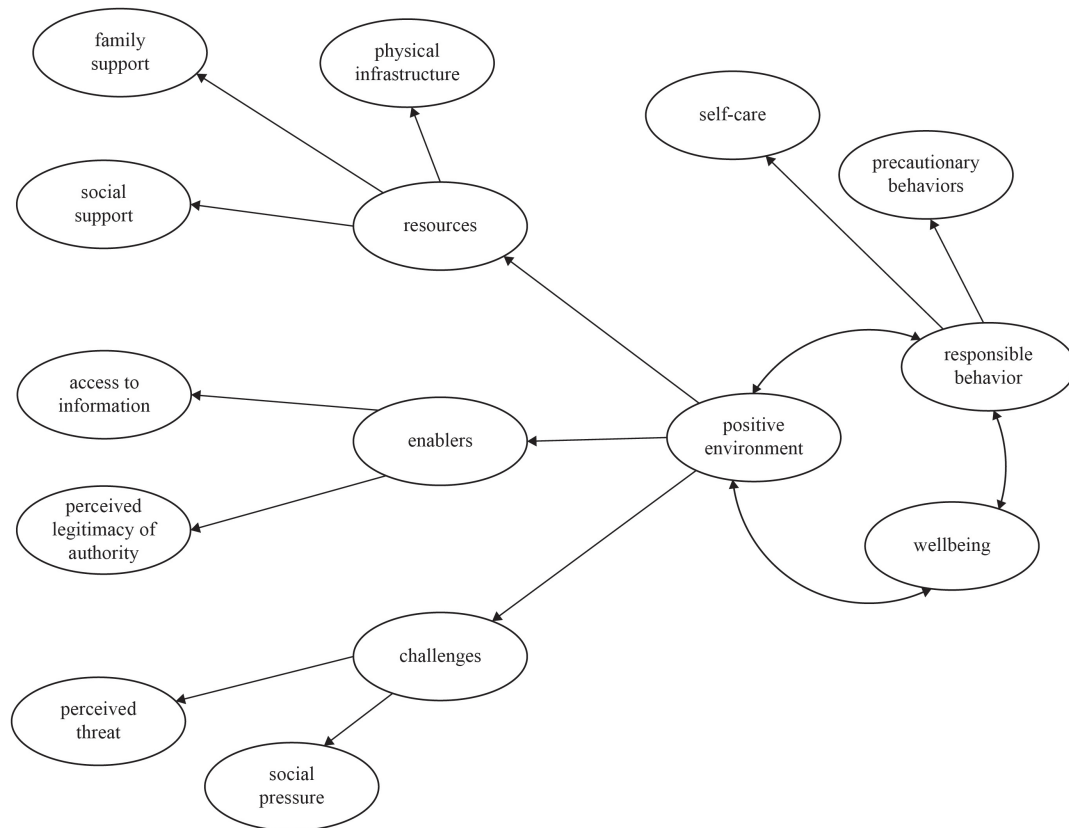 family
support
physical
infrastructure
self-care
precautionary
behaviors
social
support
resources
responsible
behavior
access to
information
enablers
positive
environment
perceived
legitimacy of
authority
wellbeing
challenges
perceived
threat
social
pressure